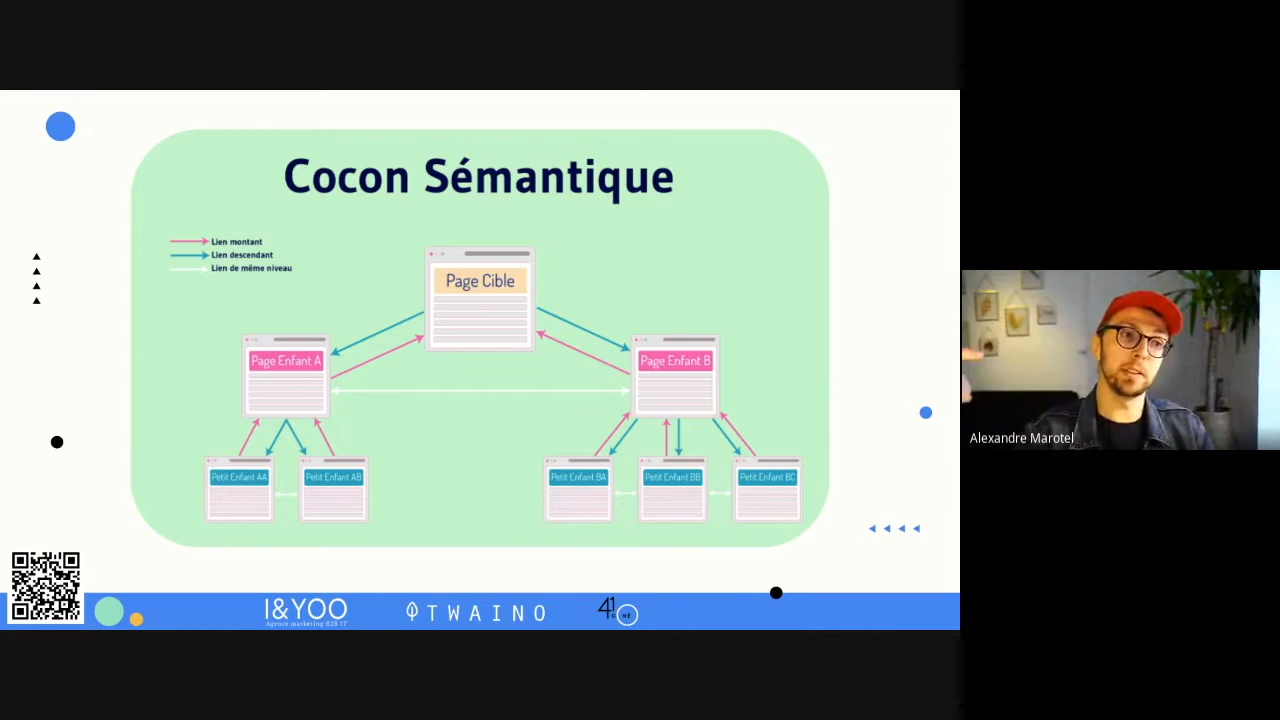 Cocon Sémantique
Lien montant
Lien descendant
Lien de même niveau
Page Cible
Page Enfant A
Page Enfant B
Petit Enfant AA
Petit Enfant AB
Petit Enfant BA
Petit Enfant BB
Petit Enfant BC
Alexandre Marotel
I&YOO
Agence marketing B2B IT
TWAINO
41